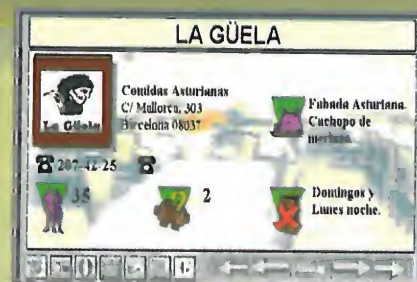 LA GÜELA
La Güela
Comidas Asturianas
C/ Mallorca, 303
Barcelona 08037
207-42-25
35
2
Fabada Asturiana.
Cachopo de
merluza.
Domingos y
Lunes noche.